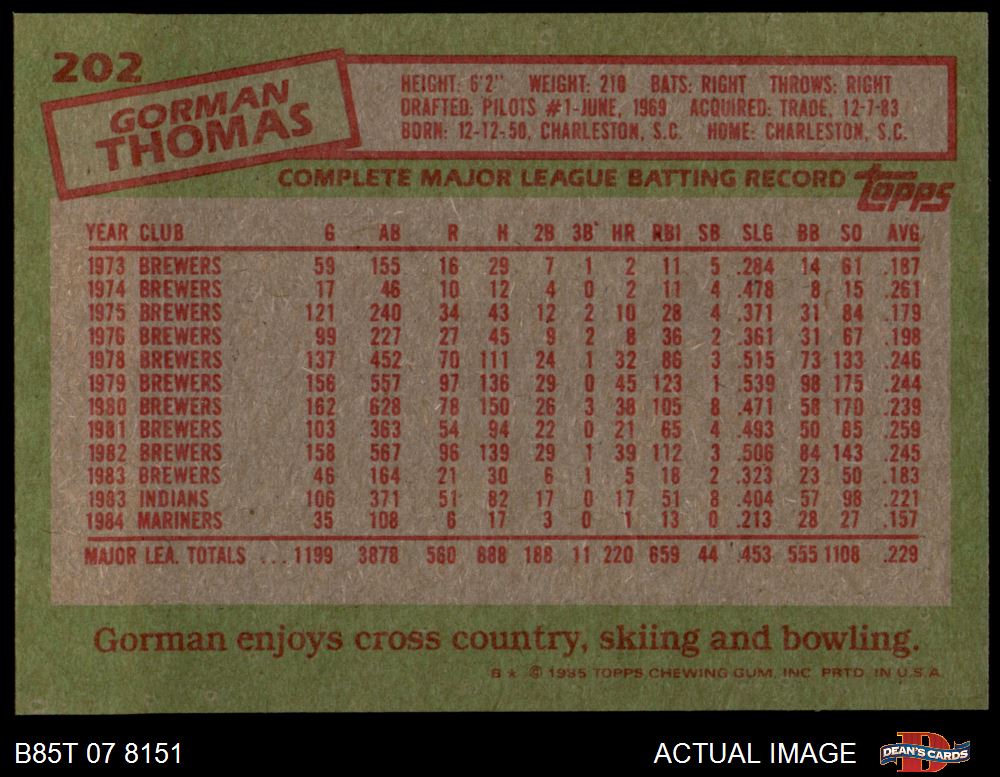 202
GORMAN
THOMAS
HEIGHT: 6'2" WEIGHT: 210 BATS: RIGHT THROWS: RIGHT
DRAFTED: PILOTS #1-JUNE, 1969 ACQUIRED: TRADE, 12-7-83
BORN: 12-12-50, CHARLESTON, S.C. HOME: CHARLESTON, S.C.
COMPLETE MAJOR LEAGUE BATTING RECORD topps
YEAR CLUB G AB R H 2B 3B HR RBI SB SLG BB SO AVG.
1973 BREWERS 59 155 16 29 7 1 2 11 5 .284 14 61 .187
1974 BREWERS 17 46 10 12 4 0 2 11 4 .478 8 15 .261
1975 BREWERS 121 240 34 43 12 2 10 28 4 .371 31 84 .179
1976 BREWERS 99 227 27 45 9 2 8 36 2 .361 31 67 .198
1978 BREWERS 137 452 70 111 24 1 32 86 3 .515 73 133 .246
1979 BREWERS 156 557 97 136 29 0 45 123 1 .539 98 175 .244
1980 BREWERS 162 628 78 150 26 3 38 105 8 .471 58 170 .239
1981 BREWERS 103 363 54 94 22 0 21 65 4 .493 50 85 .259
1982 BREWERS 158 567 96 139 29 1 39 112 3 .506 84 143 .245
1983 BREWERS 46 164 21 30 6 1 5 18 2 .323 23 50 .183
1983 INDIANS 106 371 51 82 17 0 17 51 8 .404 57 98 .221
1984 MARINERS 35 108 6 17 3 0 1 13 0 .213 28 27 .157
MAJOR LEA. TOTALS ... 1199 3878 560 888 188 11 220 659 44 .453 555 1108 .229
Gorman enjoys cross country, skiing and bowling.
B * © 1985 TOPPS CHEWING GUM, INC. PRTD. IN U.S.A.
B85T 07 8151
ACTUAL IMAGE
DEAN'S CARDS